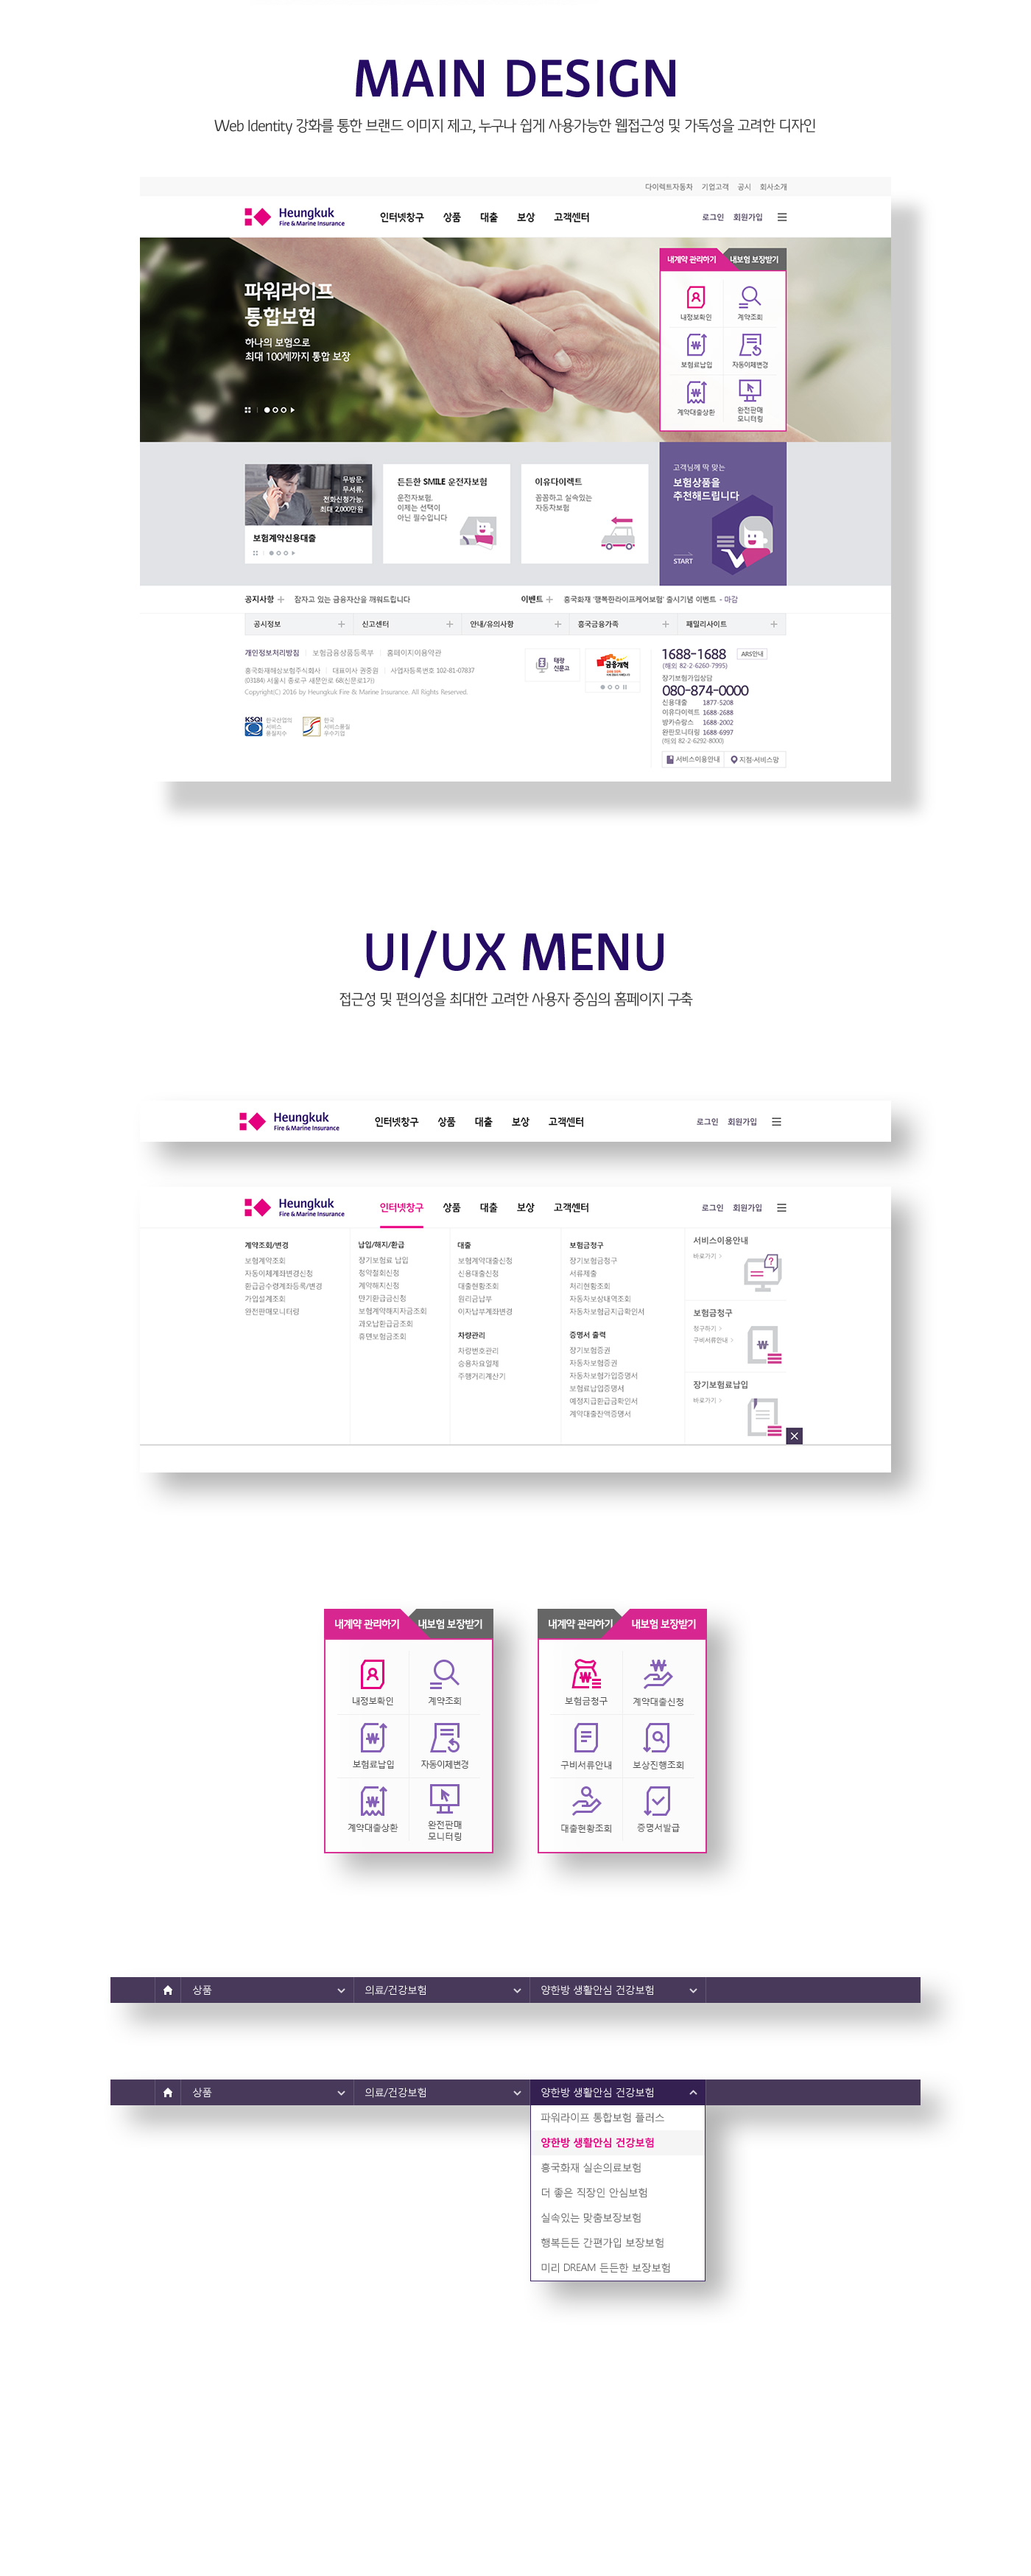 MAIN DESIGN
Web Identity 강화를 통한 브랜드 이미지 제고, 누구나 쉽게 사용가능한 웹접근성 및 가독성을 고려한 디자인
다이렉트자동차 기업고객 공시 회사소개
Heungkuk
Fire & Marine Insurance
인터넷창구 상품 대출 보상 고객센터
로그인 회원가입
파워라이프
통합보험
하나의 보험으로
최대 100세까지 통합 보장
내계약 관리하기 내보험 보장받기
내정보확인 계약조회
보험료납입 자동이체변경
계약대출상환 완전판매
모니터링
무방문,
무서류,
전화신청가능,
최대 2,000만원
보험계약신용대출
든든한 SMILE 운전자보험
운전자보험,
이제는 선택이
아닌 필수입니다
이유다이렉트
꼼꼼하고 실속있는
자동차보험
고객님께 딱 맞는
보험상품을
추천해드립니다
START
공지사항 잠자고 있는 금융자산을 깨워드립니다
이벤트 흥국화재 '행복한라이프케어보험' 출시기념 이벤트 - 마감
공시정보 신고센터 안내/유의사항 흥국금융가족 패밀리사이트
개인정보처리방침 보험금융상품등록부 홈페이지이용약관
흥국화재해상보험주식회사 대표이사 권중원 사업자등록번호 102-81-07837
(03184) 서울시 종로구 새문안로 68(신문로1가)
Copyright(C) 2016 by Heungkuk Fire & Marine Insurance. All Rights Reserved.
KSQI
한국산업의
서비스
품질지수
한국
서비스품질
우수기업
태광
신문고
금융개혁
1688-1688 ARS안내
(해외 82-2-6260-7995)
장기보험가입상담
080-874-0000
신용대출 1877-5208
이유다이렉트 1688-2688
방카슈랑스 1688-2002
완판모니터링 1688-6997
(해외 82-2-6292-8000)
서비스이용안내 지점·서비스망
UI/UX MENU
접근성 및 편의성을 최대한 고려한 사용자 중심의 홈페이지 구축
Heungkuk
Fire & Marine Insurance
인터넷창구 상품 대출 보상 고객센터
로그인 회원가입
Heungkuk
Fire & Marine Insurance
인터넷창구 상품 대출 보상 고객센터
로그인 회원가입
계약조회/변경
보험계약조회
자동이체계좌변경신청
환급금수령계좌등록/변경
가입설계조회
완전판매모니터링
납입/해지/환급
장기보험료 납입
청약철회신청
계약해지신청
만기환급금신청
보험계약해지자금조회
과오납환급금조회
휴면보험금조회
대출
보험계약대출신청
신용대출신청
대출현황조회
원리금납부
이자납부계좌변경
차량관리
차량번호관리
승용차요일제
주행거리계산기
보험금청구
장기보험금청구
서류제출
처리현황조회
자동차보상내역조회
자동차보험금지급확인서
증명서 출력
장기보험증권
자동차보험증권
자동차보험가입증명서
보험료납입증명서
예정지급환급금확인서
계약대출잔액증명서
서비스이용안내
바로가기 >
보험금청구
청구하기 >
구비서류안내 >
장기보험료납입
바로가기 >
내계약 관리하기 내보험 보장받기
내정보확인 계약조회
보험료납입 자동이체변경
계약대출상환 완전판매
모니터링
내계약 관리하기 내보험 보장받기
보험금청구 계약대출신청
구비서류안내 보상진행조회
대출현황조회 증명서발급
상품 의료/건강보험 양한방 생활안심 건강보험
상품 의료/건강보험 양한방 생활안심 건강보험
파워라이프 통합보험 플러스
양한방 생활안심 건강보험
흥국화재 실손의료보험
더 좋은 직장인 안심보험
실속있는 맞춤보장보험
행복든든 간편가입 보장보험
미리 DREAM 든든한 보장보험